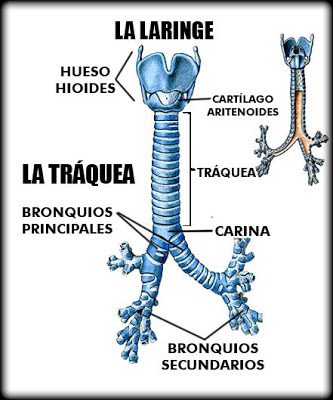 LA LARINGE
HUESO
HIOIDES
CARTÍLAGO
ARITENOIDES
LA TRÁQUEA
TRÁQUEA
BRONQUIOS
PRINCIPALES
CARINA
BRONQUIOS
SECUNDARIOS